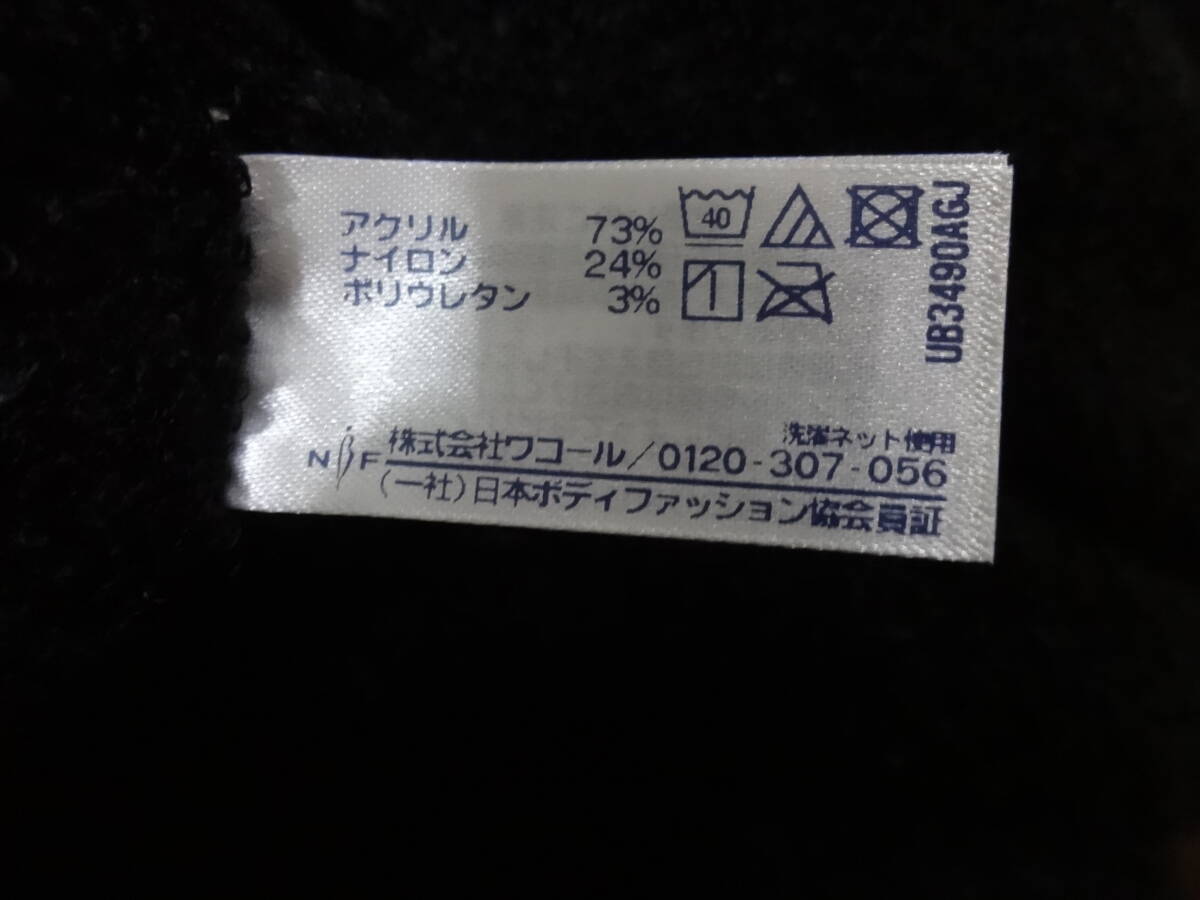 アクリル 73%
ナイロン 24%
ポリウレタン 3%
40
UB3490AGJ
洗濯ネット使用
NβF 株式会社ワコール/0120-307-056
(一社)日本ボディファッション協会員証